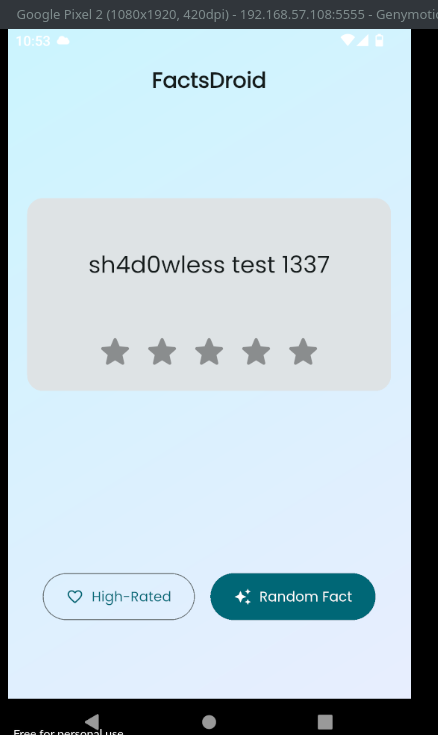 Google Pixel 2 (1080x1920, 420dpi) - 192.168.57.108:5555 - Genymotio
10:53
FactsDroid
sh4d0wless test 1337
High-Rated
Random Fact
Free for personal use